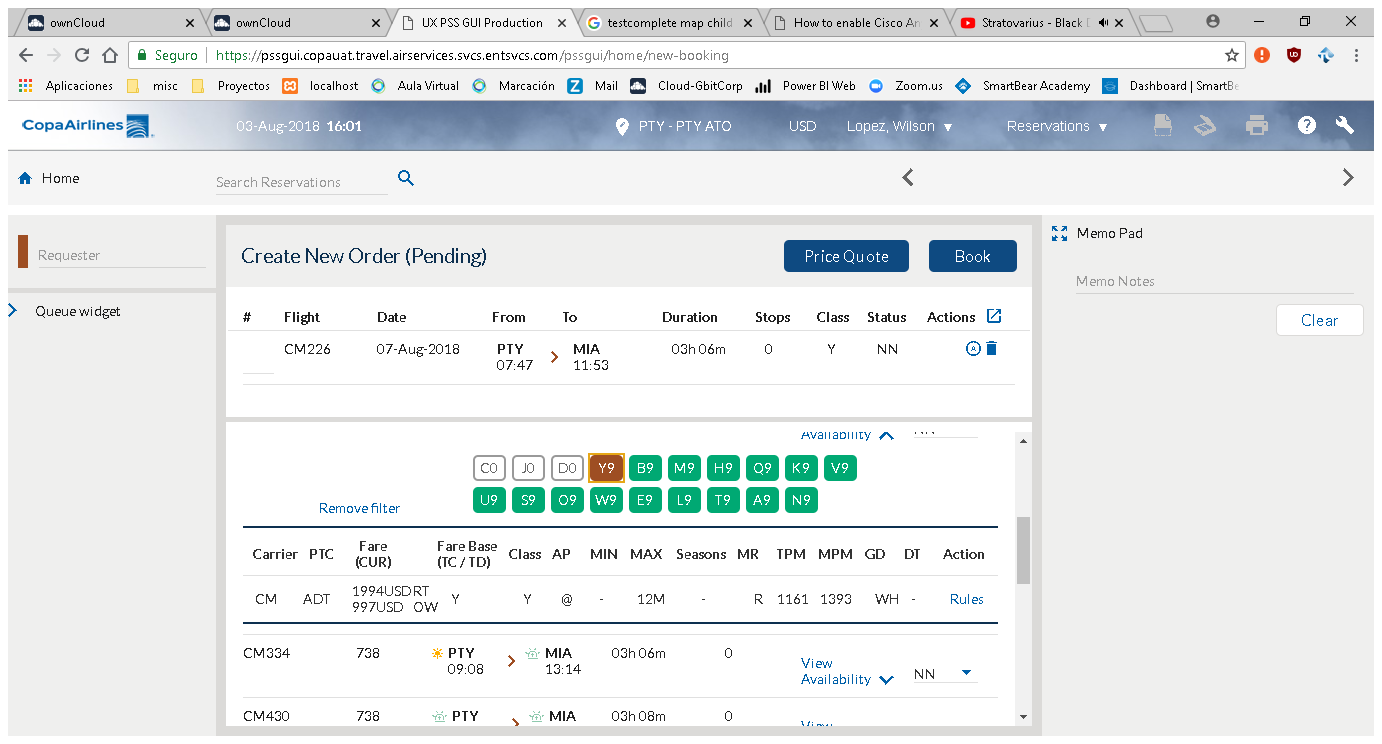 ownCloud
ownCloud
UX PSS GUI Production
testcomplete map child
How to enable Cisco An
Stratovarius - Black
Seguro https://pssgui.copauat.travel.airservices.svcs.entsvcs.com/pssgui/home/new-booking
Aplicaciones misc Proyectos localhost Aula Virtual Marcación Mail Cloud-GbitCorp Power BI Web Zoom.us SmartBear Academy Dashboard | SmartBe
CopaAirlines 03-Aug-2018 16:01 PTY - PTY ATO USD Lopez, Wilson Reservations
Home Search Reservations
Requester
Queue widget
Create New Order (Pending) Price Quote Book
# Flight Date From To Duration Stops Class Status Actions
CM226 07-Aug-2018 PTY MIA 03h 06m 0 Y NN
07:47 11:53
Availability NN
C0 J0 D0 Y9 B9 M9 H9 Q9 K9 V9
Remove filter U9 S9 O9 W9 E9 L9 T9 A9 N9
Carrier PTC Fare (CUR) Fare Base (TC / TD) Class AP MIN MAX Seasons MR TPM MPM GD DT Action
CM ADT 1994USD RT Y Y @ - 12M - R 1161 1393 WH - Rules
997USD OW
CM334 738 PTY MIA 03h 06m 0 View
09:08 13:14 Availability NN
CM430 738 PTY MIA 03h 08m 0 View
Memo Pad
Memo Notes
Clear